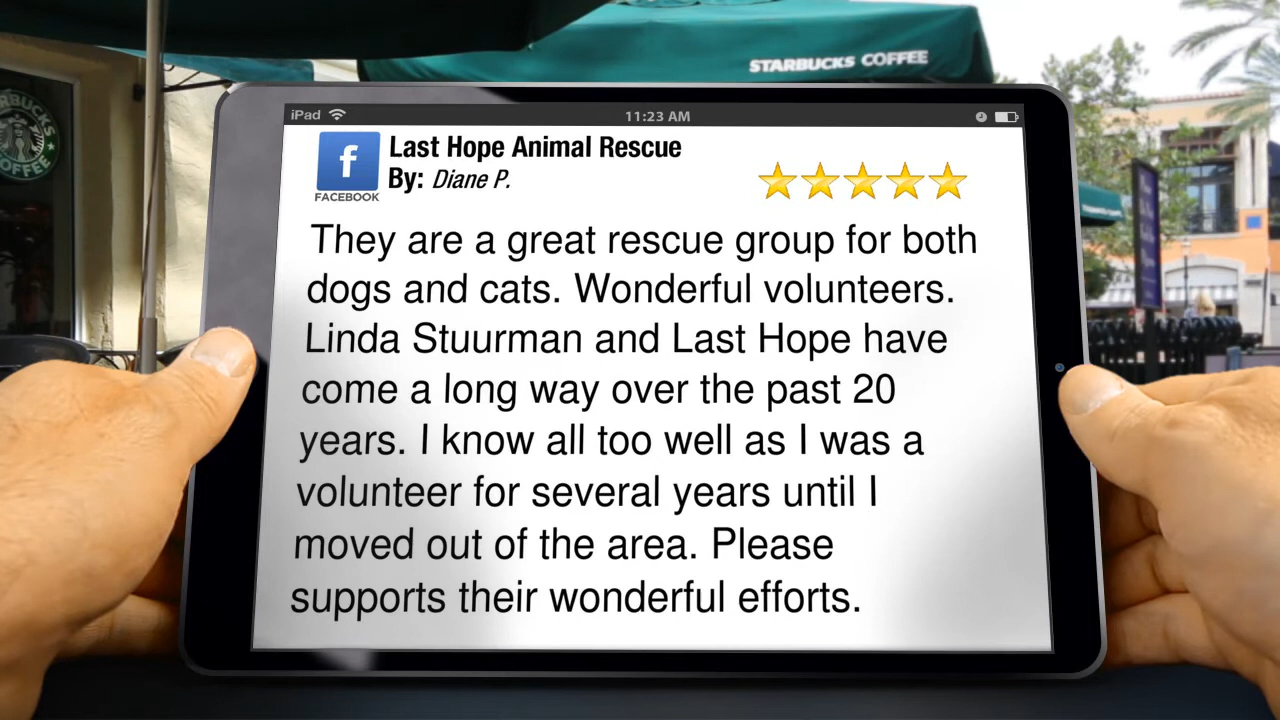 STARBUCKS COFFEE
iPad
11:23 AM
f
FACEBOOK
Last Hope Animal Rescue
By: Diane P.
They are a great rescue group for both
dogs and cats. Wonderful volunteers.
Linda Stuurman and Last Hope have
come a long way over the past 20
years. I know all too well as I was a
volunteer for several years until I
moved out of the area. Please
supports their wonderful efforts.